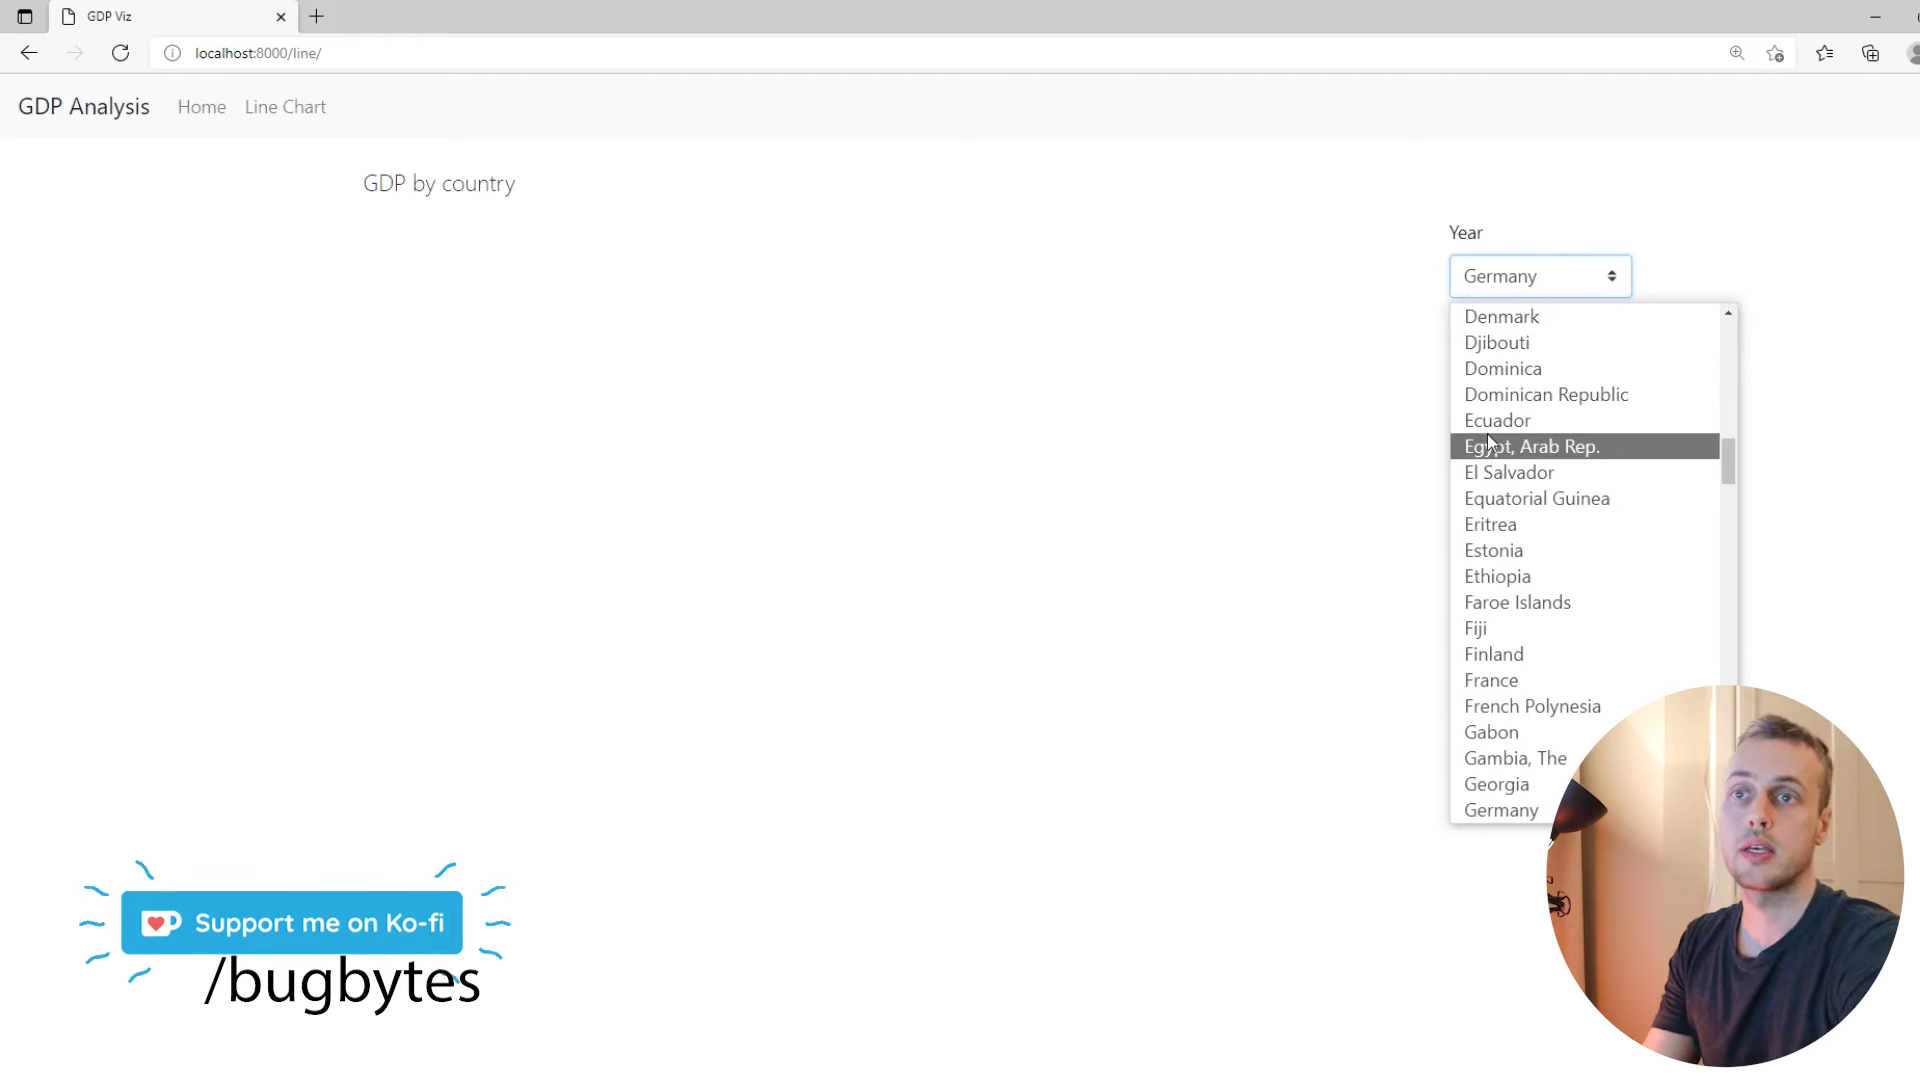 GDP Viz
localhost:8000/line/
GDP Analysis Home Line Chart
GDP by country
Year
Germany
Denmark
Djibouti
Dominica
Dominican Republic
Ecuador
Egypt, Arab Rep.
El Salvador
Equatorial Guinea
Eritrea
Estonia
Ethiopia
Faroe Islands
Fiji
Finland
France
French Polynesia
Gabon
Gambia, The
Georgia
Germany
Support me on Ko-fi
/bugbytes